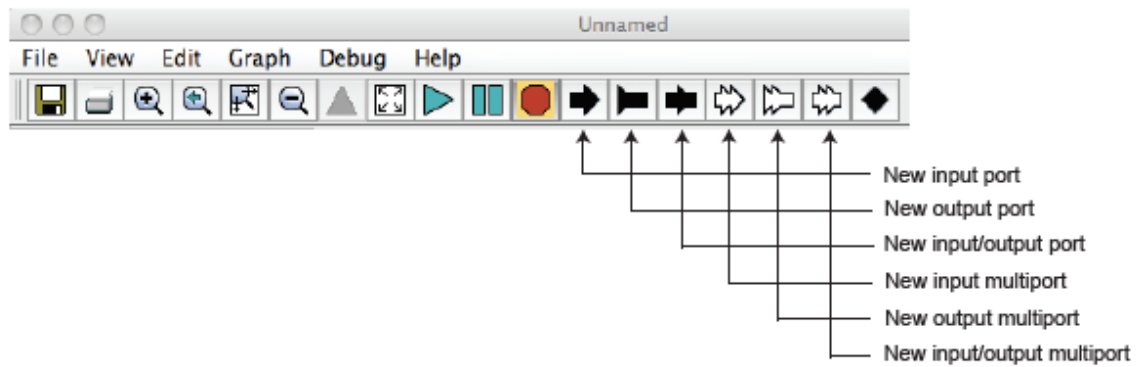 Unnamed
File View Edit Graph Debug Help
New input port
New output port
New input/output port
New input multiport
New output multiport
New input/output multiport